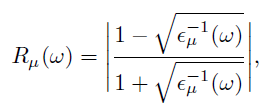 R_μ(ω) = | (1 − √(ϵ_μ^{−1}(ω))) / (1 + √(ϵ_μ^{−1}(ω))) |,